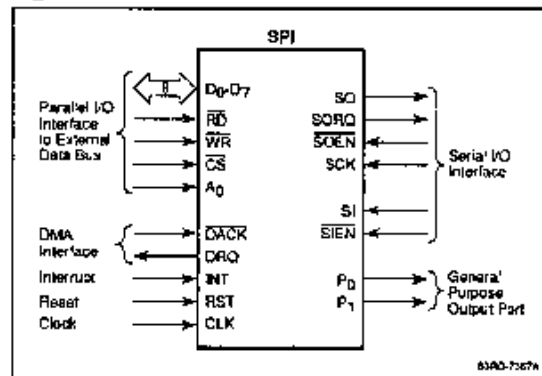 SPI
8
D0-D7
Parallel I/O
Interface
to External
Data Bus
RD
WR
CS
A0
DMA
Interface
DACK
DRQ
Interrupt
INT
Reset
RST
Clock
CLK
SO
SORQ
SOEN
SCK
Serial I/O
Interface
SI
SIEN
P0
P1
General
Purpose
Output Port